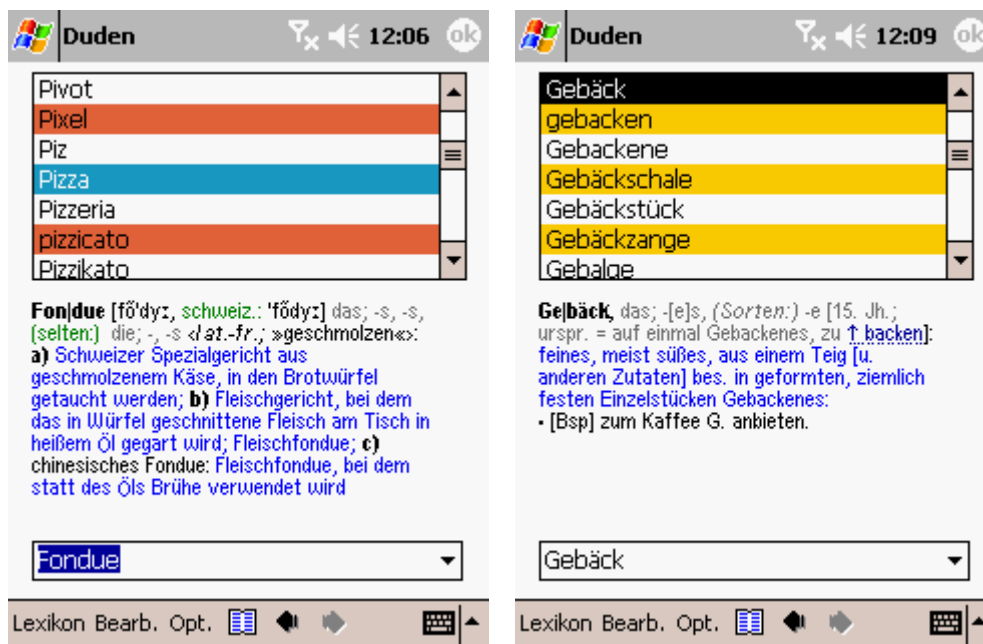 Duden 12:06 ok
Pivot
Pixel
Piz
Pizza
Pizzeria
pizzicato
Pizzikato
Fon|due [fõ'dyː, schweiz.: 'fõdyː] das; -s, -s,
(selten:) die; -, -s <lat.-fr.; »geschmolzen«>:
a) Schweizer Spezialgericht aus
geschmolzenem Käse, in den Brotwürfel
getaucht werden; b) Fleischgericht, bei dem
das in Würfel geschnittene Fleisch am Tisch in
heißem Öl gegart wird; Fleischfondue; c)
chinesisches Fondue: Fleischfondue, bei dem
statt des Öls Brühe verwendet wird
Fondue
Lexikon Bearb. Opt.
Duden 12:09 ok
Gebäck
gebacken
Gebackene
Gebäckschale
Gebäckstück
Gebäckzange
Gebalge
Ge|bäck, das; -[e]s, (Sorten:) -e [15. Jh.;
urspr. = auf einmal Gebackenes, zu ↑ backen]:
feines, meist süßes, aus einem Teig [u.
anderen Zutaten] bes. in geformten, ziemlich
festen Einzelstücken Gebackenes:
• [Bsp] zum Kaffee G. anbieten.
Gebäck
Lexikon Bearb. Opt.